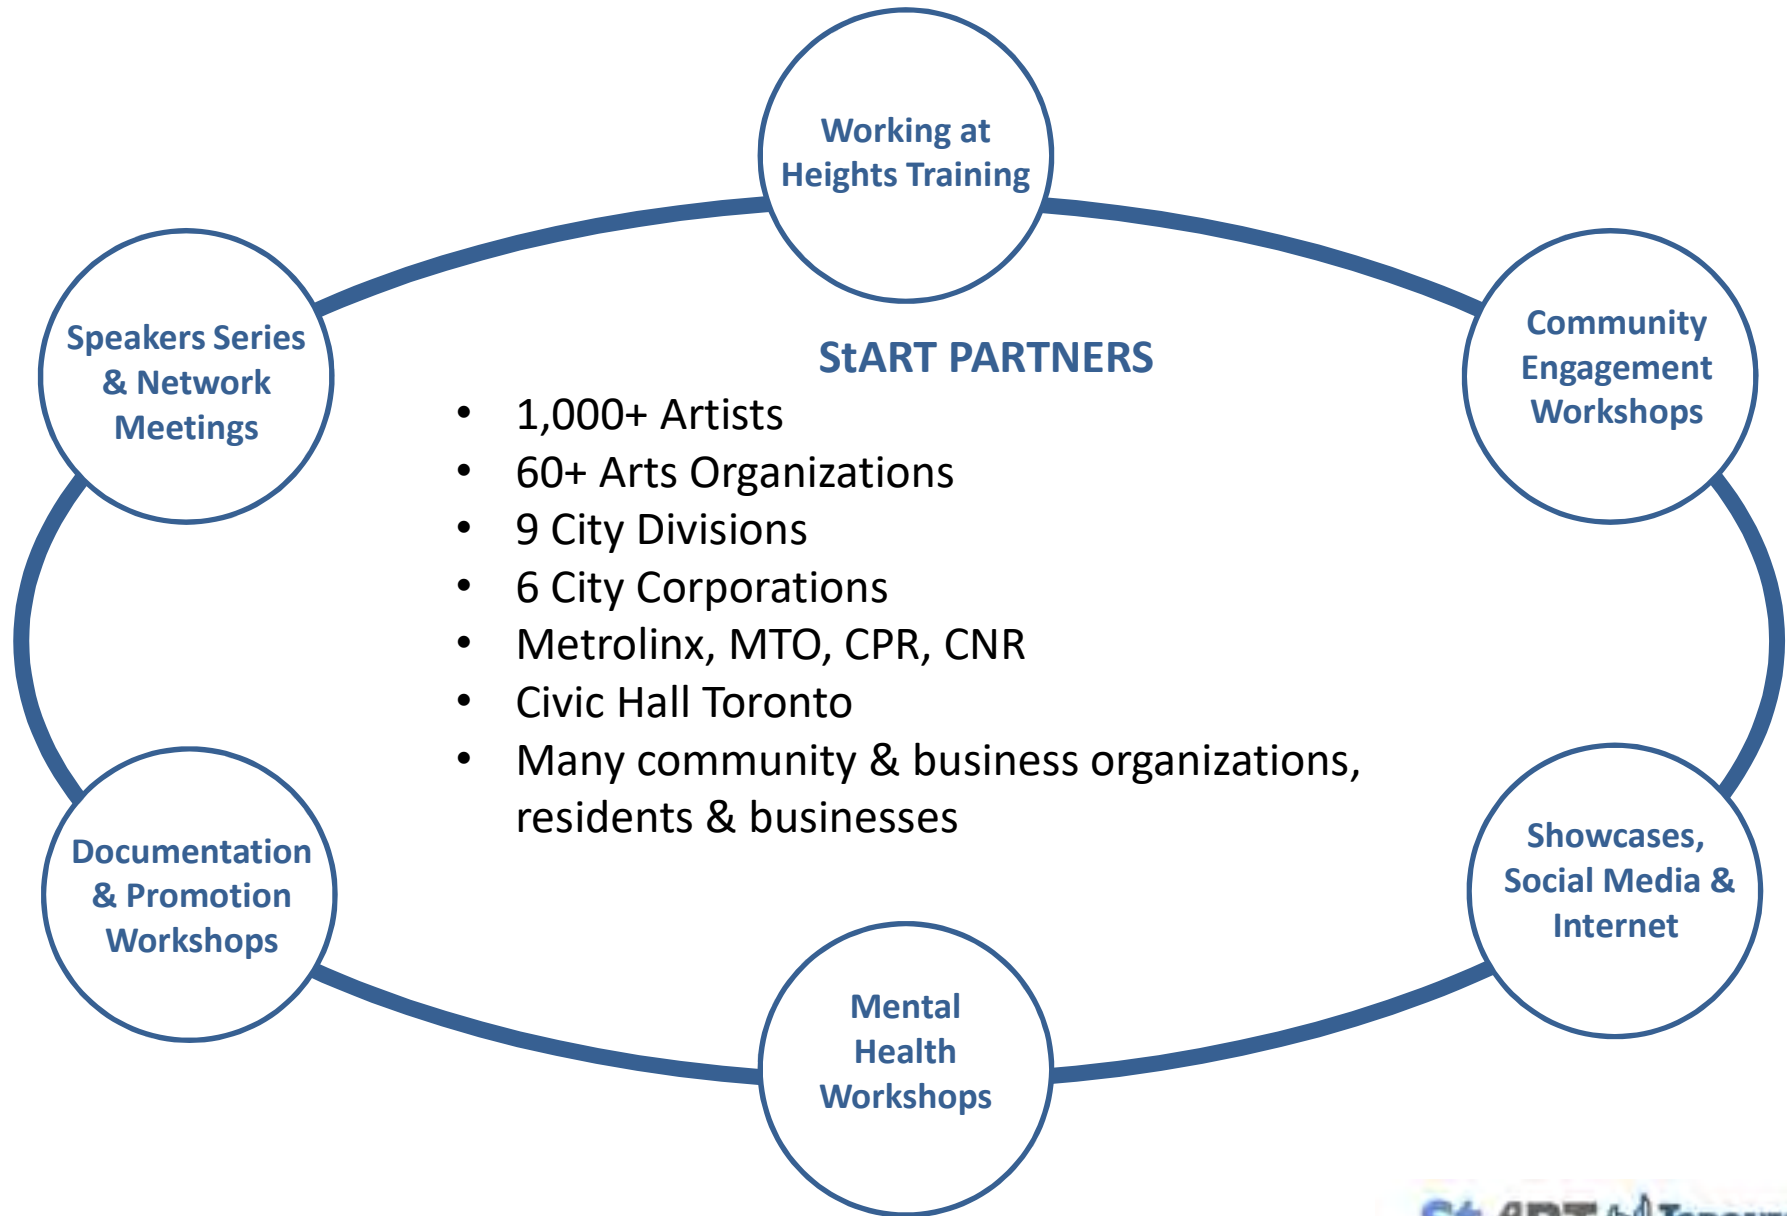 Working at
Heights Training
Speakers Series
& Network
Meetings
Community
Engagement
Workshops
StART PARTNERS
• 1,000+ Artists
• 60+ Arts Organizations
• 9 City Divisions
• 6 City Corporations
• Metrolinx, MTO, CPR, CNR
• Civic Hall Toronto
• Many community & business organizations,
residents & businesses
Documentation
& Promotion
Workshops
Showcases,
Social Media &
Internet
Mental
Health
Workshops